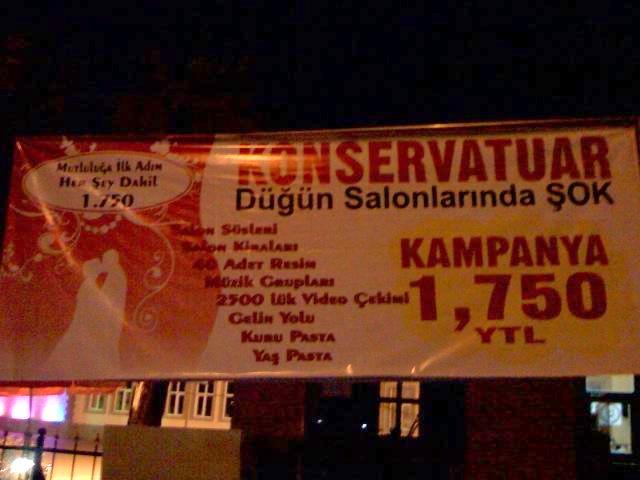 Mutluluğa İlk Adım
Her Şey Dahil
1.750
KONSERVATUAR
Düğün Salonlarında ŞOK
Salon Süsleri
Salon Kiraları
40 Adet Resim
Müzik Grupları
2500 lük Video Çekimi
Gelin Yolu
Kuru Pasta
Yaş Pasta
KAMPANYA
1,750
YTL